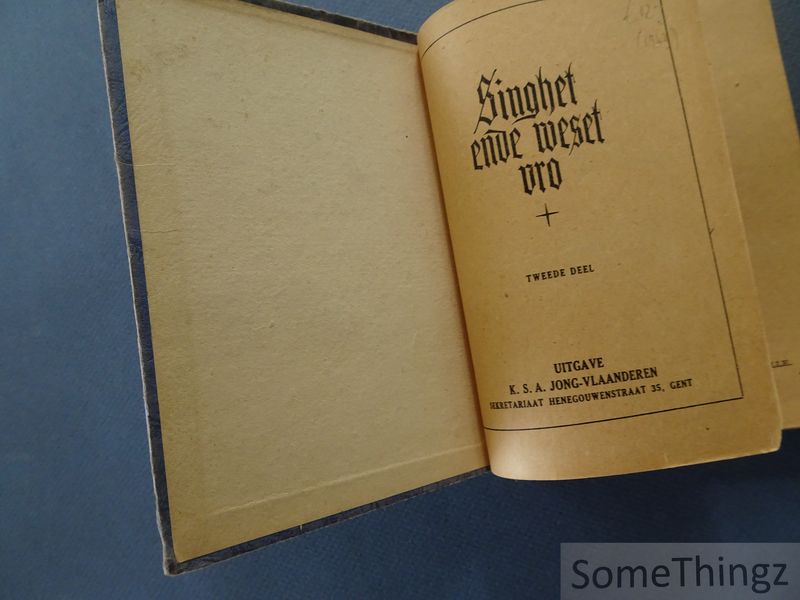 Singhet
ende weset
vro
TWEEDE DEEL
UITGAVE
K. S. A. JONG-VLAANDEREN
SEKRETARIAAT HENEGOUWENSTRAAT 35, GENT
SomeThingz